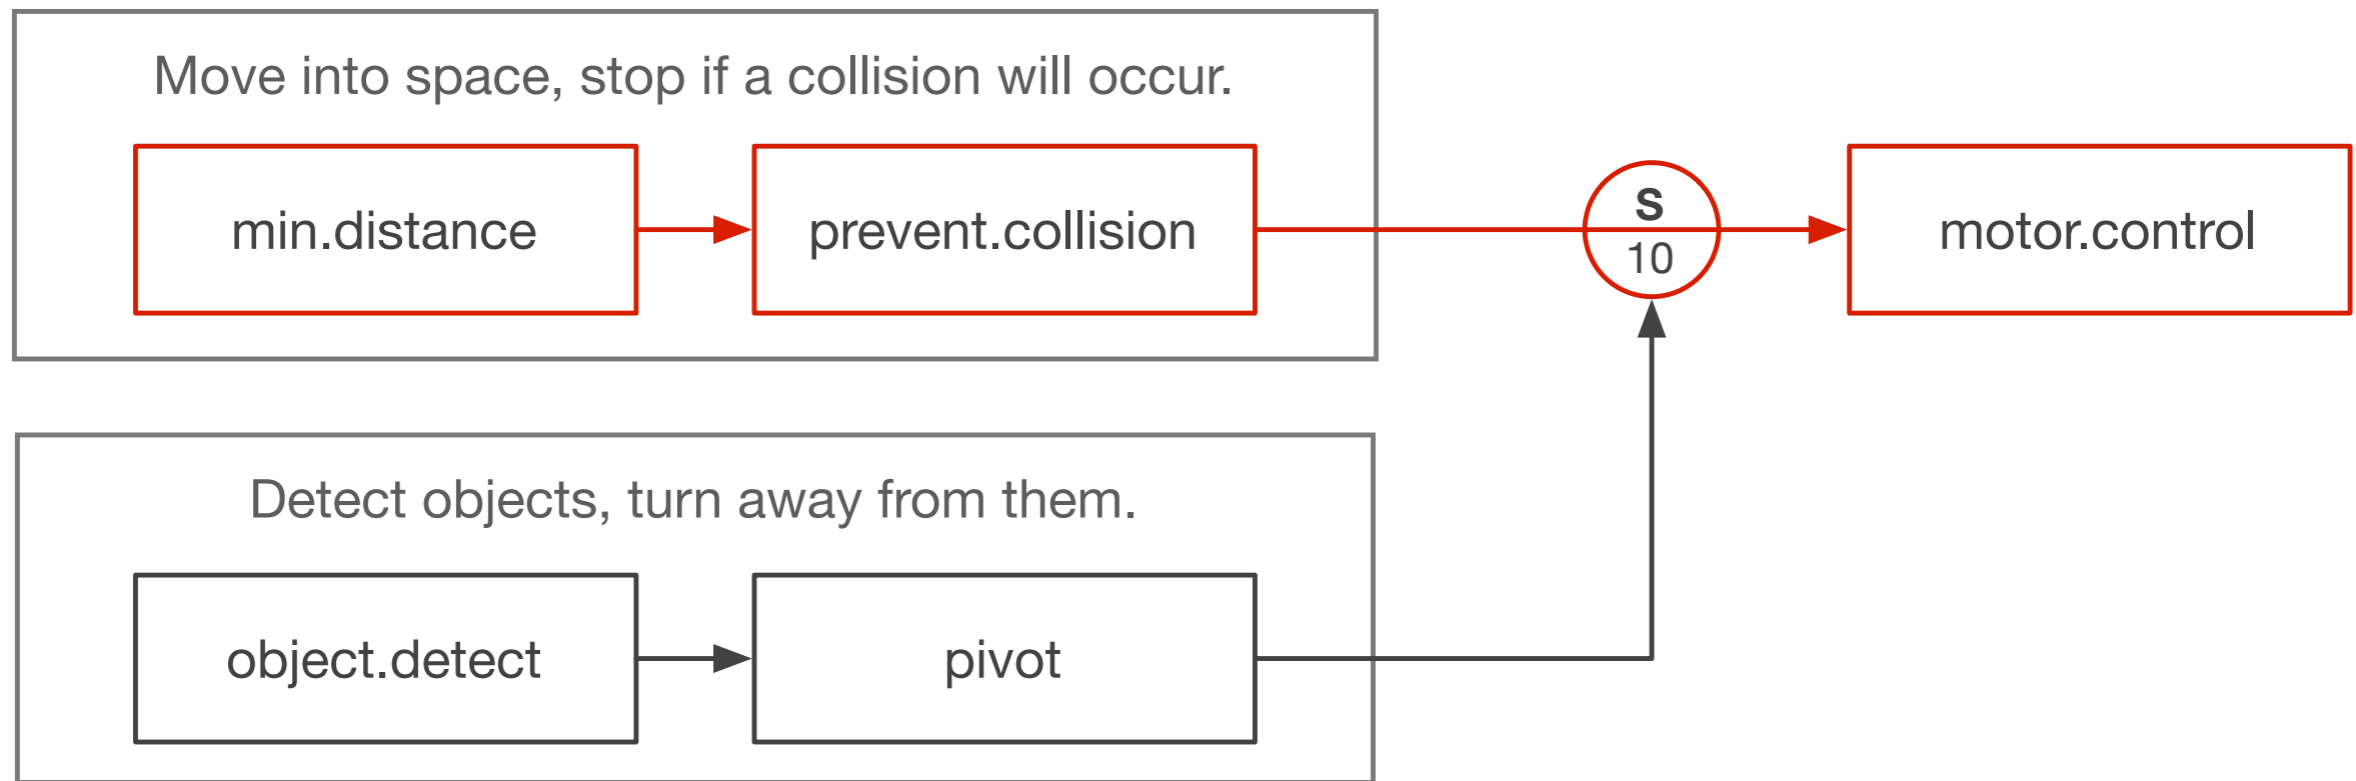 Move into space, stop if a collision will occur.
min.distance
prevent.collision
S
10
motor.control
Detect objects, turn away from them.
object.detect
pivot